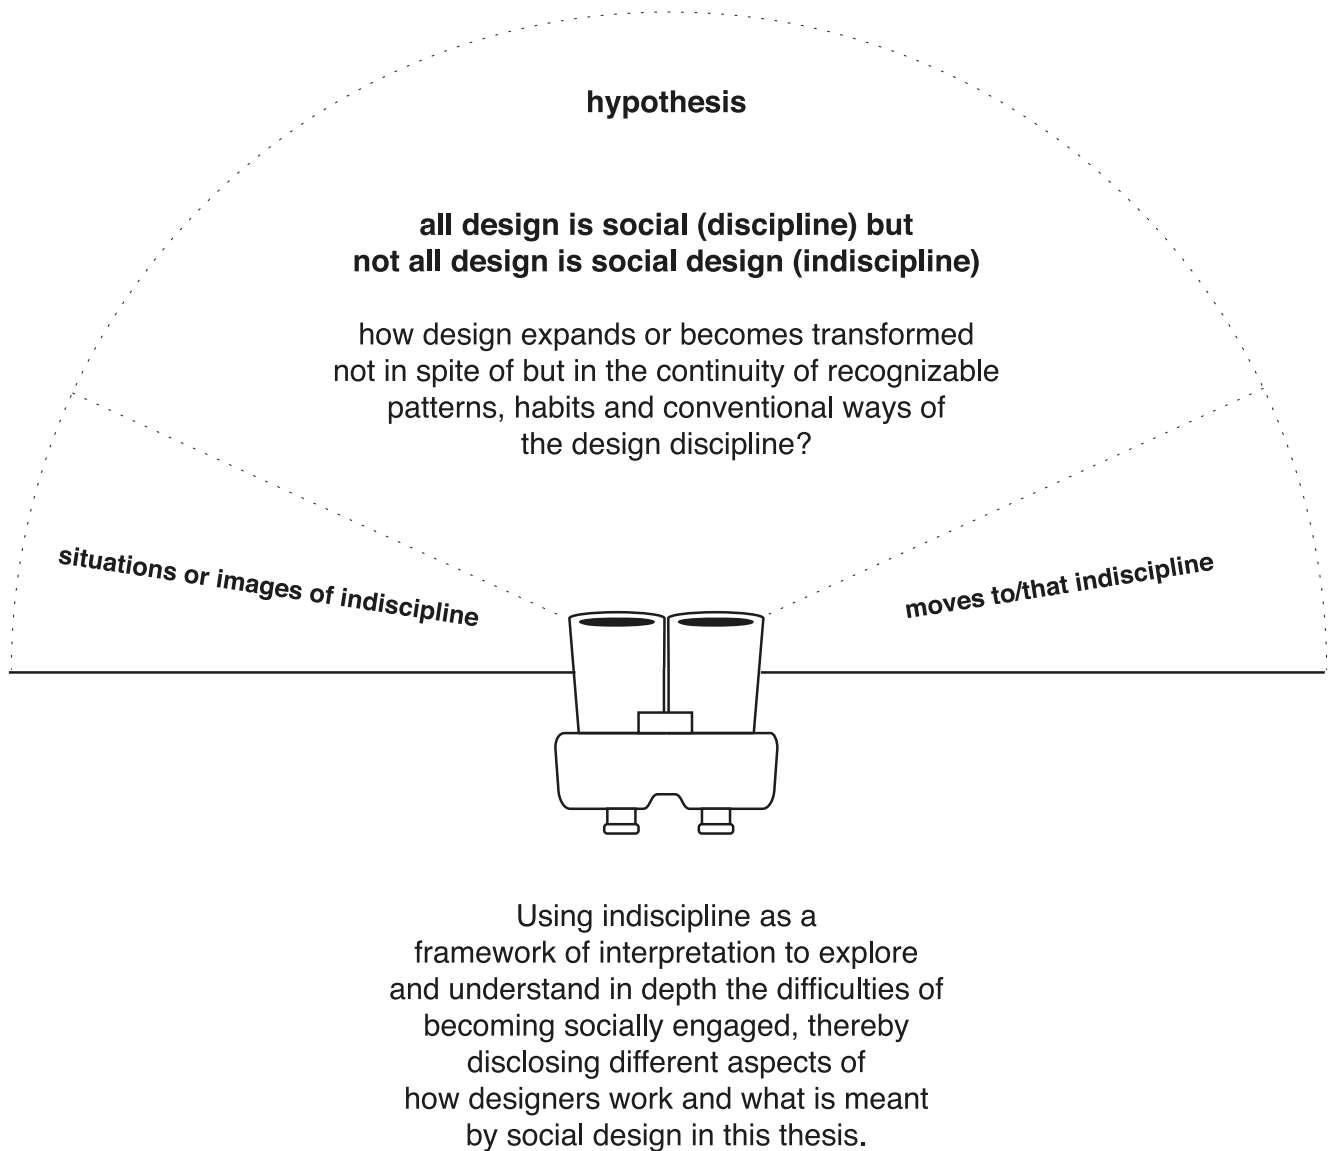 hypothesis
all design is social (discipline) but
not all design is social design (indiscipline)
how design expands or becomes transformed
not in spite of but in the continuity of recognizable
patterns, habits and conventional ways of
the design discipline?
situations or images of indiscipline
moves to/that indiscipline
Using indiscipline as a
framework of interpretation to explore
and understand in depth the difficulties of
becoming socially engaged, thereby
disclosing different aspects of
how designers work and what is meant
by social design in this thesis.